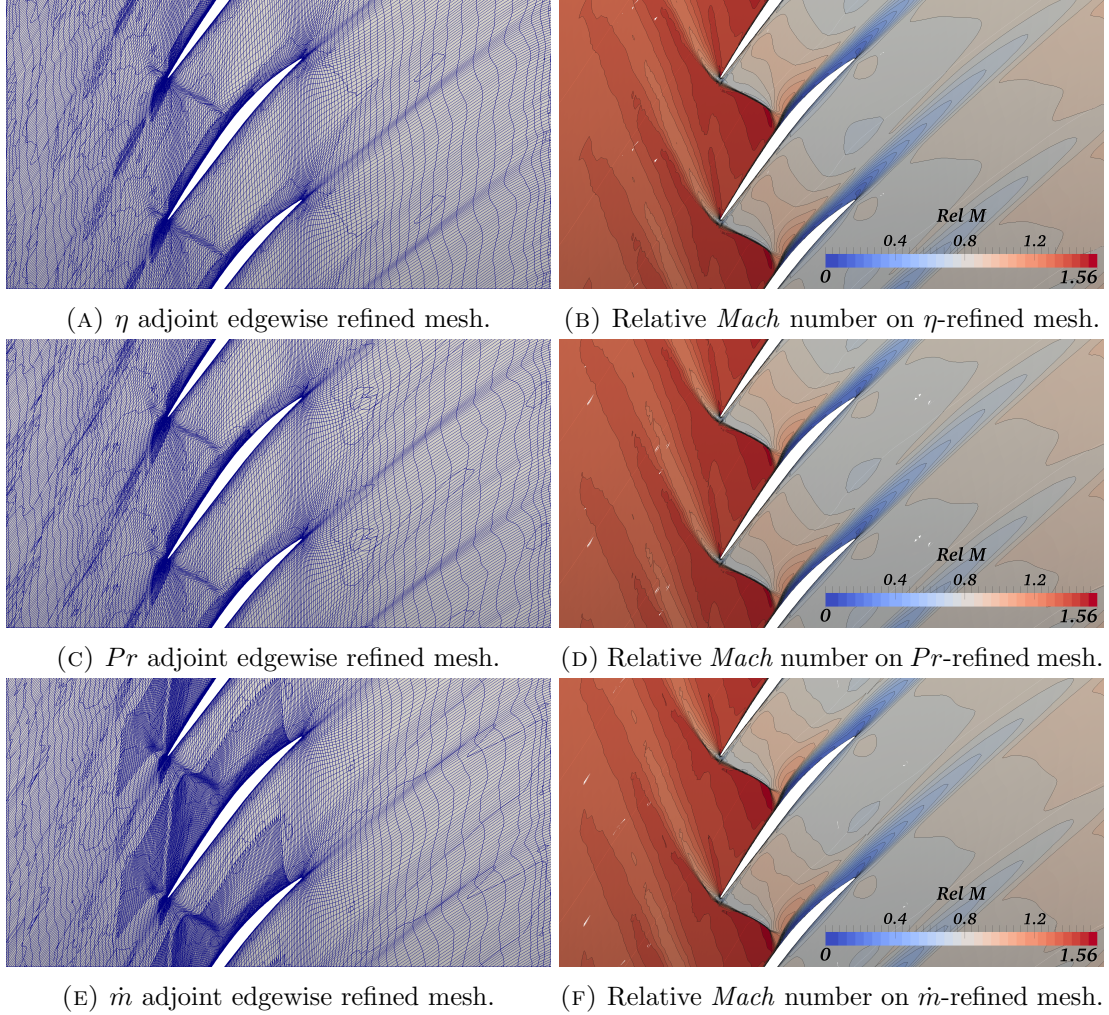 Rel M
0.4 0.8 1.2
0 1.56
(A) η adjoint edgewise refined mesh.
(B) Relative Mach number on η-refined mesh.
Rel M
0.4 0.8 1.2
0 1.56
(C) Pr adjoint edgewise refined mesh.
(D) Relative Mach number on Pr-refined mesh.
Rel M
0.4 0.8 1.2
0 1.56
(E) ṁ adjoint edgewise refined mesh.
(F) Relative Mach number on ṁ-refined mesh.